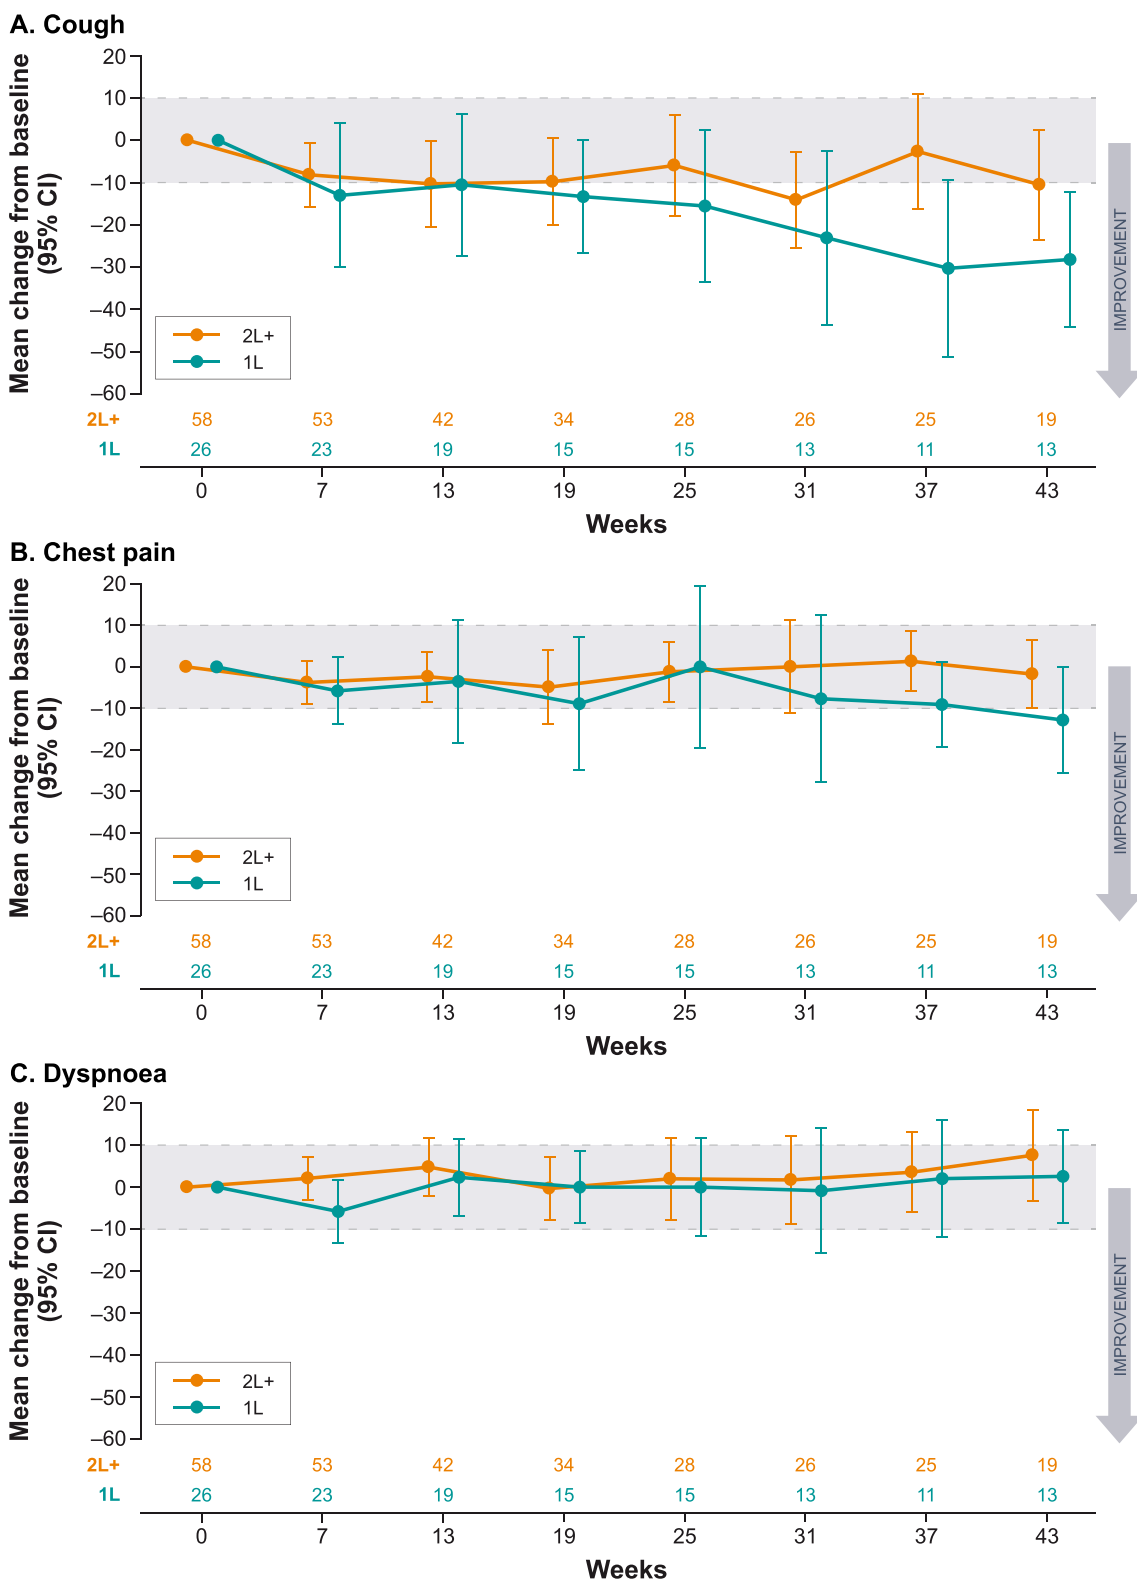 A. Cough
Mean change from baseline
(95% CI)
20
10
0
–10
–20
–30
–40
–50
–60
2L+
1L
IMPROVEMENT
2L+ 58 53 42 34 28 26 25 19
1L 26 23 19 15 15 13 11 13
0 7 13 19 25 31 37 43
Weeks
B. Chest pain
Mean change from baseline
(95% CI)
20
10
0
–10
–20
–30
–40
–50
–60
2L+
1L
IMPROVEMENT
2L+ 58 53 42 34 28 26 25 19
1L 26 23 19 15 15 13 11 13
0 7 13 19 25 31 37 43
Weeks
C. Dyspnoea
Mean change from baseline
(95% CI)
20
10
0
–10
–20
–30
–40
–50
–60
2L+
1L
IMPROVEMENT
2L+ 58 53 42 34 28 26 25 19
1L 26 23 19 15 15 13 11 13
0 7 13 19 25 31 37 43
Weeks